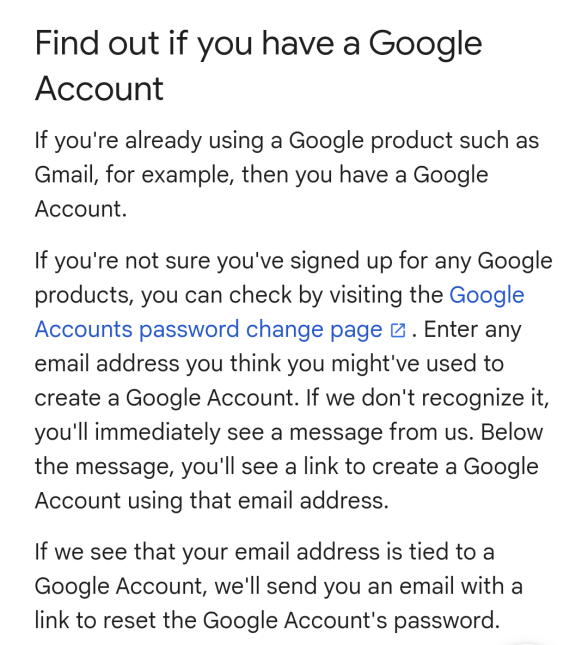 Find out if you have a Google
Account
If you're already using a Google product such as
Gmail, for example, then you have a Google
Account.
If you're not sure you've signed up for any Google
products, you can check by visiting the Google
Accounts password change page . Enter any
email address you think you might've used to
create a Google Account. If we don't recognize it,
you'll immediately see a message from us. Below
the message, you'll see a link to create a Google
Account using that email address.
If we see that your email address is tied to a
Google Account, we'll send you an email with a
link to reset the Google Account's password.